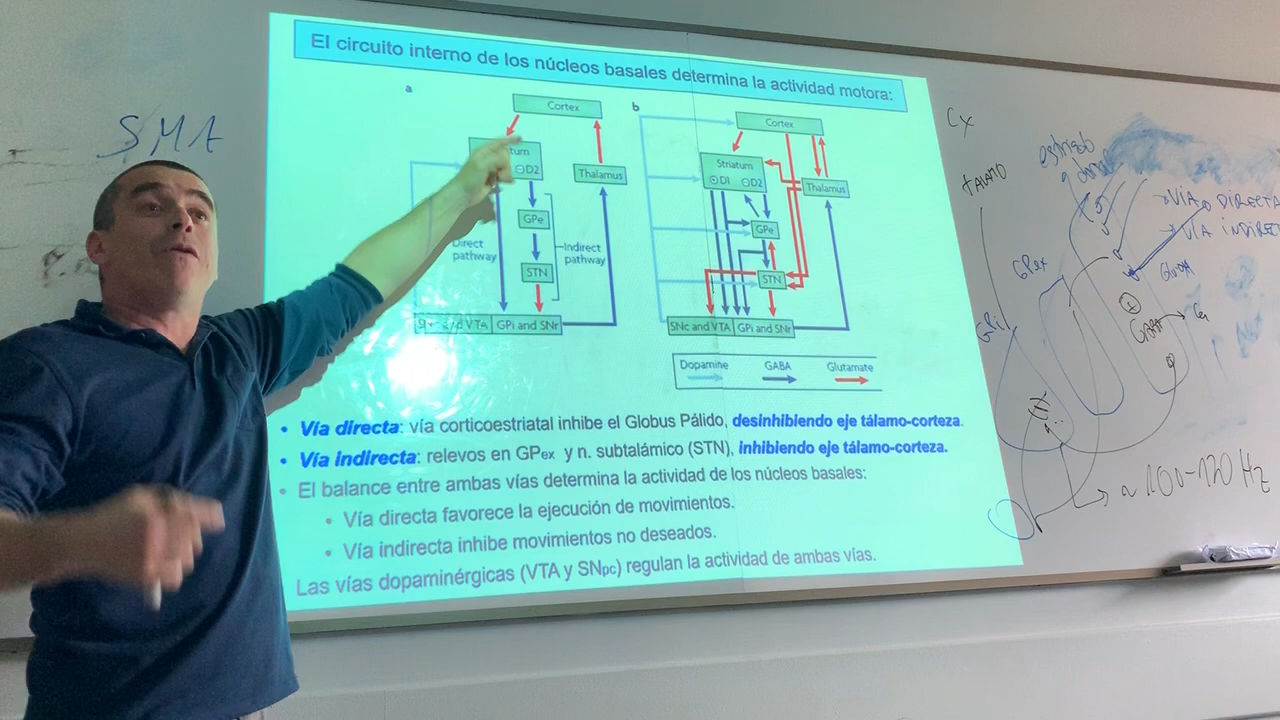 El circuito interno de los núcleos basales determina la actividad motora:
a
Cortex
tum
⊙D2
Thalamus
GPe
Direct
pathway
Indirect
pathway
STN
VTA
GPi and SNr
b
Cortex
Striatum
⊙D1 ⊙D2
Thalamus
GPe
STN
SNc and VTA
GPi and SNr
Dopamine
GABA
Glutamate
• Vía directa: vía corticoestriatal inhibe el Globus Pálido, desinhibiendo eje tálamo-corteza.
• Vía indirecta: relevos en GPex y n. subtalámico (STN), inhibiendo eje tálamo-corteza.
• El balance entre ambas vías determina la actividad de los núcleos basales:
• Vía directa favorece la ejecución de movimientos.
• Vía indirecta inhibe movimientos no deseados.
Las vías dopaminérgicas (VTA y SNpc) regulan la actividad de ambas vías.
SMA
Cx
TALAMO
estriado
dorsal
VÍA DIRECTA
VÍA INDIRECT
GPex
GPi
GABA
~ 100-120 Hz